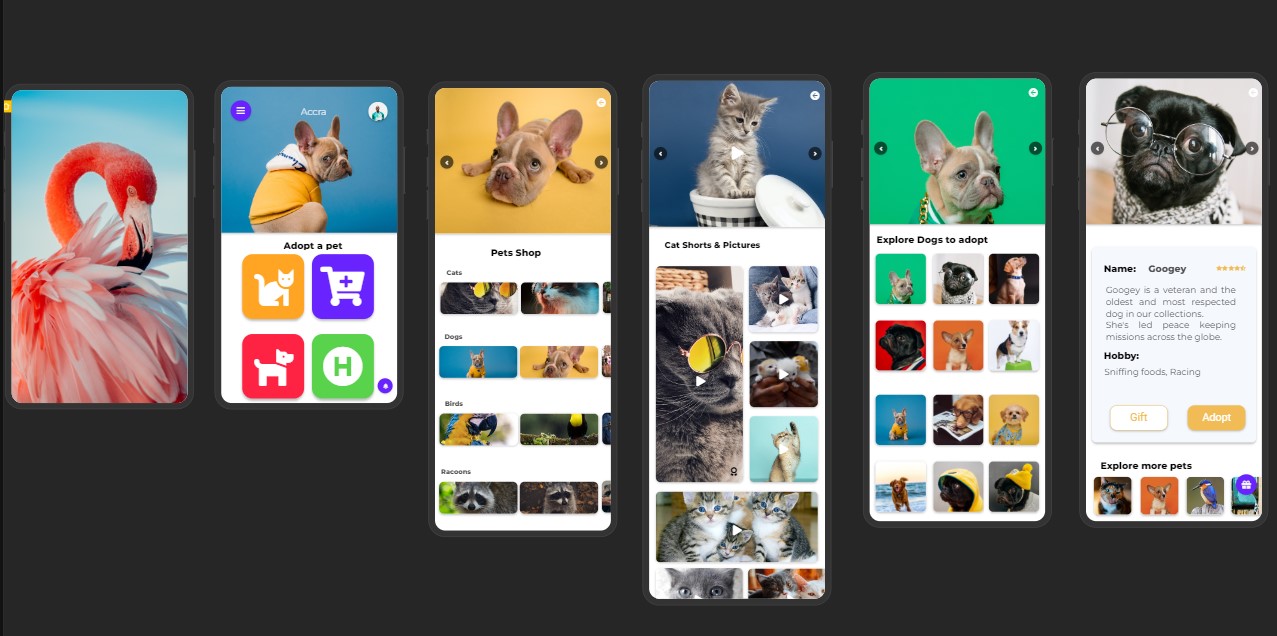 Accra
Adopt a pet
H
Pets Shop
Cats
Dogs
Birds
Racoons
Cat Shorts & Pictures
Explore Dogs to adopt
Name: Googey
Googey is a veteran and the
oldest and most respected
dog in our collections.
She's led peace keeping
missions across the globe.
Hobby:
Sniffing foods, Racing
Gift
Adopt
Explore more pets